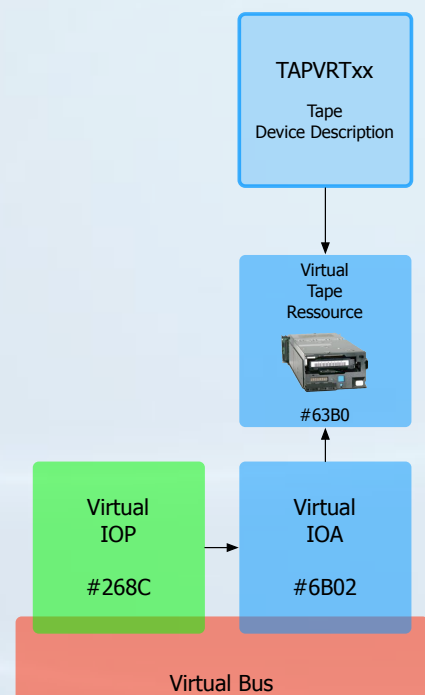 TAPVRTxx
Tape
Device Description
Virtual
Tape
Ressource
#63B0
Virtual
IOP
#268C
Virtual
IOA
#6B02
Virtual Bus